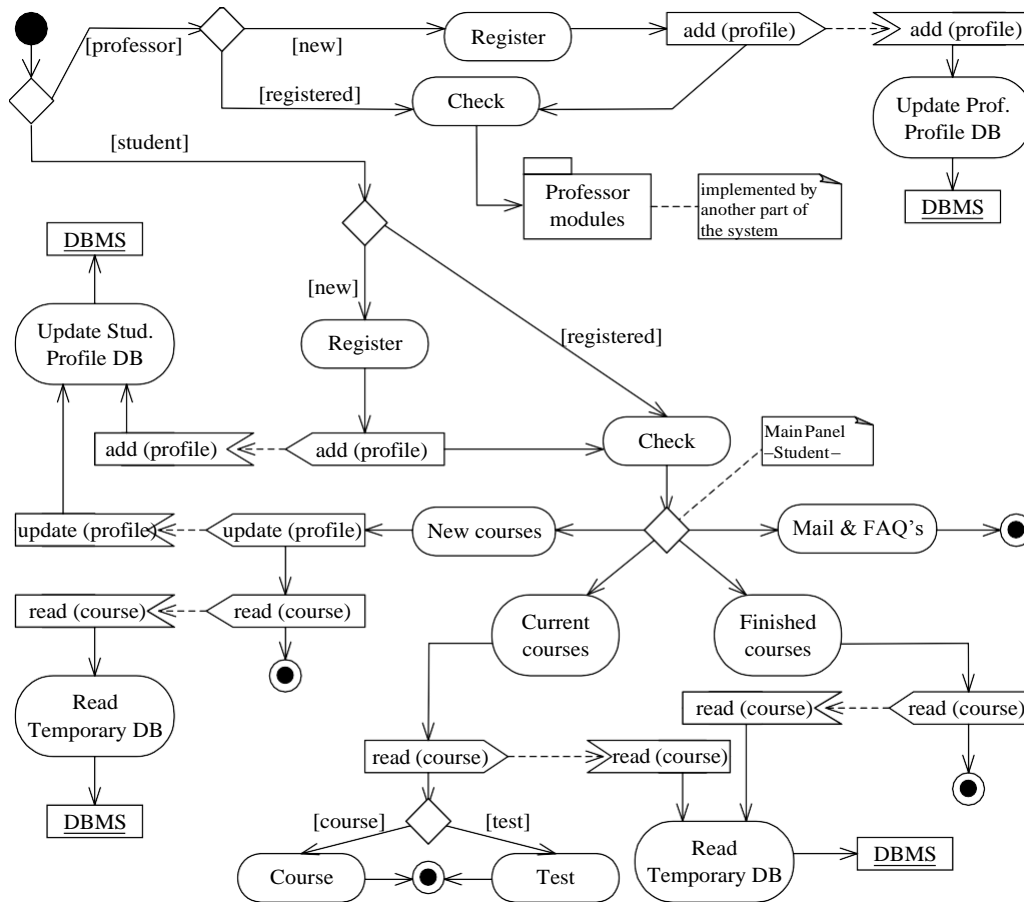 [professor]
[new]
Register
add (profile)
add (profile)
[registered]
Check
Update Prof.
Profile DB
[student]
Professor
modules
implemented by
another part of
the system
DBMS
DBMS
[new]
Update Stud.
Profile DB
Register
[registered]
add (profile)
add (profile)
Check
Main Panel
–Student–
update (profile)
update (profile)
New courses
Mail & FAQ's
read (course)
read (course)
Current
courses
Finished
courses
Read
Temporary DB
read (course)
read (course)
read (course)
read (course)
DBMS
[course]
[test]
Course
Test
Read
Temporary DB
DBMS